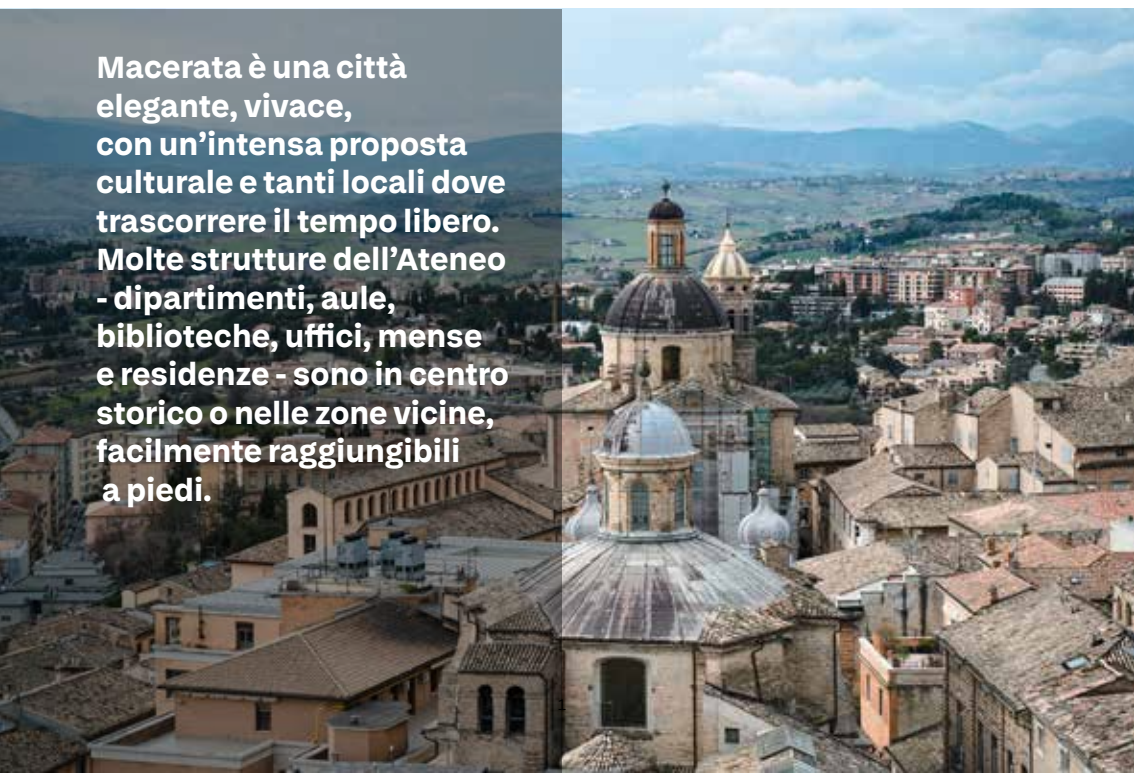 Macerata è una città
elegante, vivace,
con un’intensa proposta
culturale e tanti locali dove
trascorrere il tempo libero.
Molte strutture dell’Ateneo
- dipartimenti, aule,
biblioteche, uffici, mense
e residenze - sono in centro
storico o nelle zone vicine,
facilmente raggiungibili
a piedi.